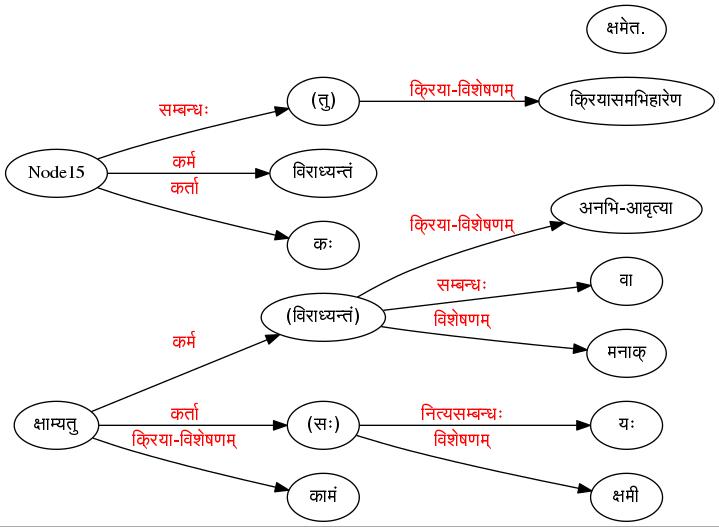 क्षमेत.
सम्बन्धः
(तु)
क्रिया-विशेषणम्
क्रियासमभिहारेण
Node15
कर्म
विराध्यन्तं
कर्ता
कः
क्रिया-विशेषणम्
अनभि-आवृत्या
(विराध्यन्तं)
सम्बन्धः
वा
विशेषणम्
मनाक्
कर्म
क्षाम्यतु
कर्ता
(सः)
नित्यसम्बन्धः
यः
क्रिया-विशेषणम्
कामं
विशेषणम्
क्षमी